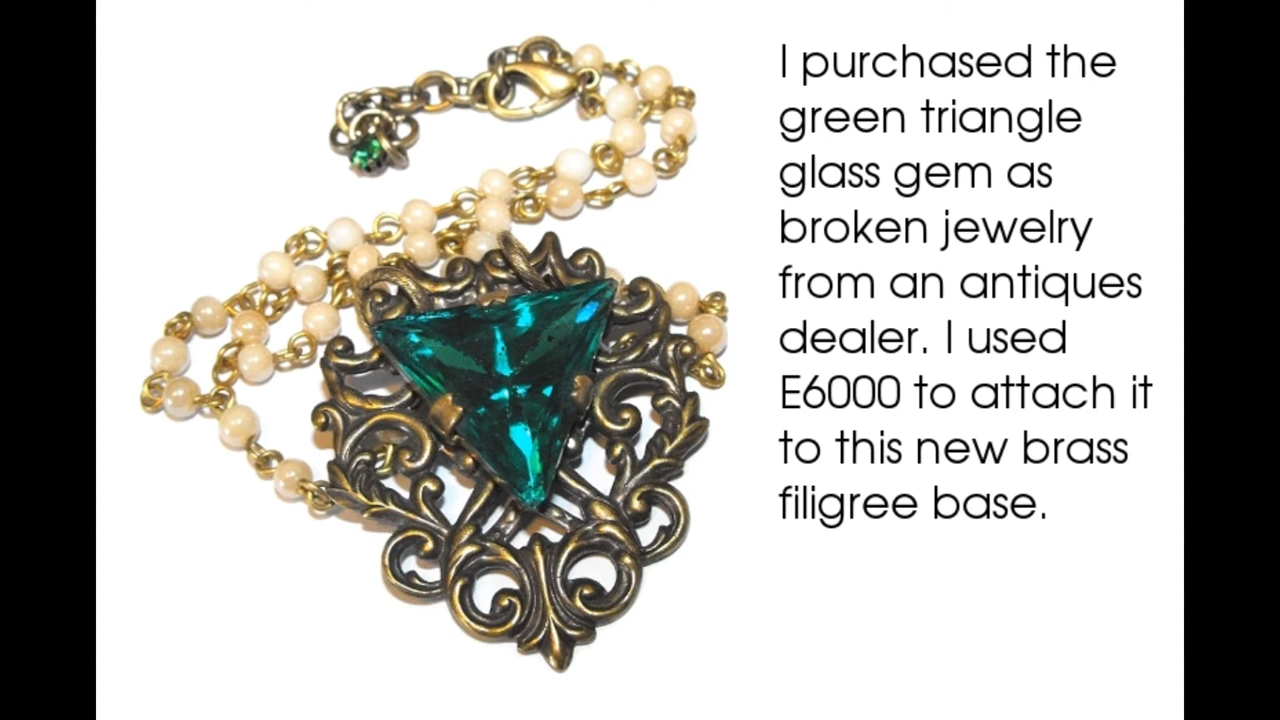 I purchased the
green triangle
glass gem as
broken jewelry
from an antiques
dealer. I used
E6000 to attach it
to this new brass
filigree base.